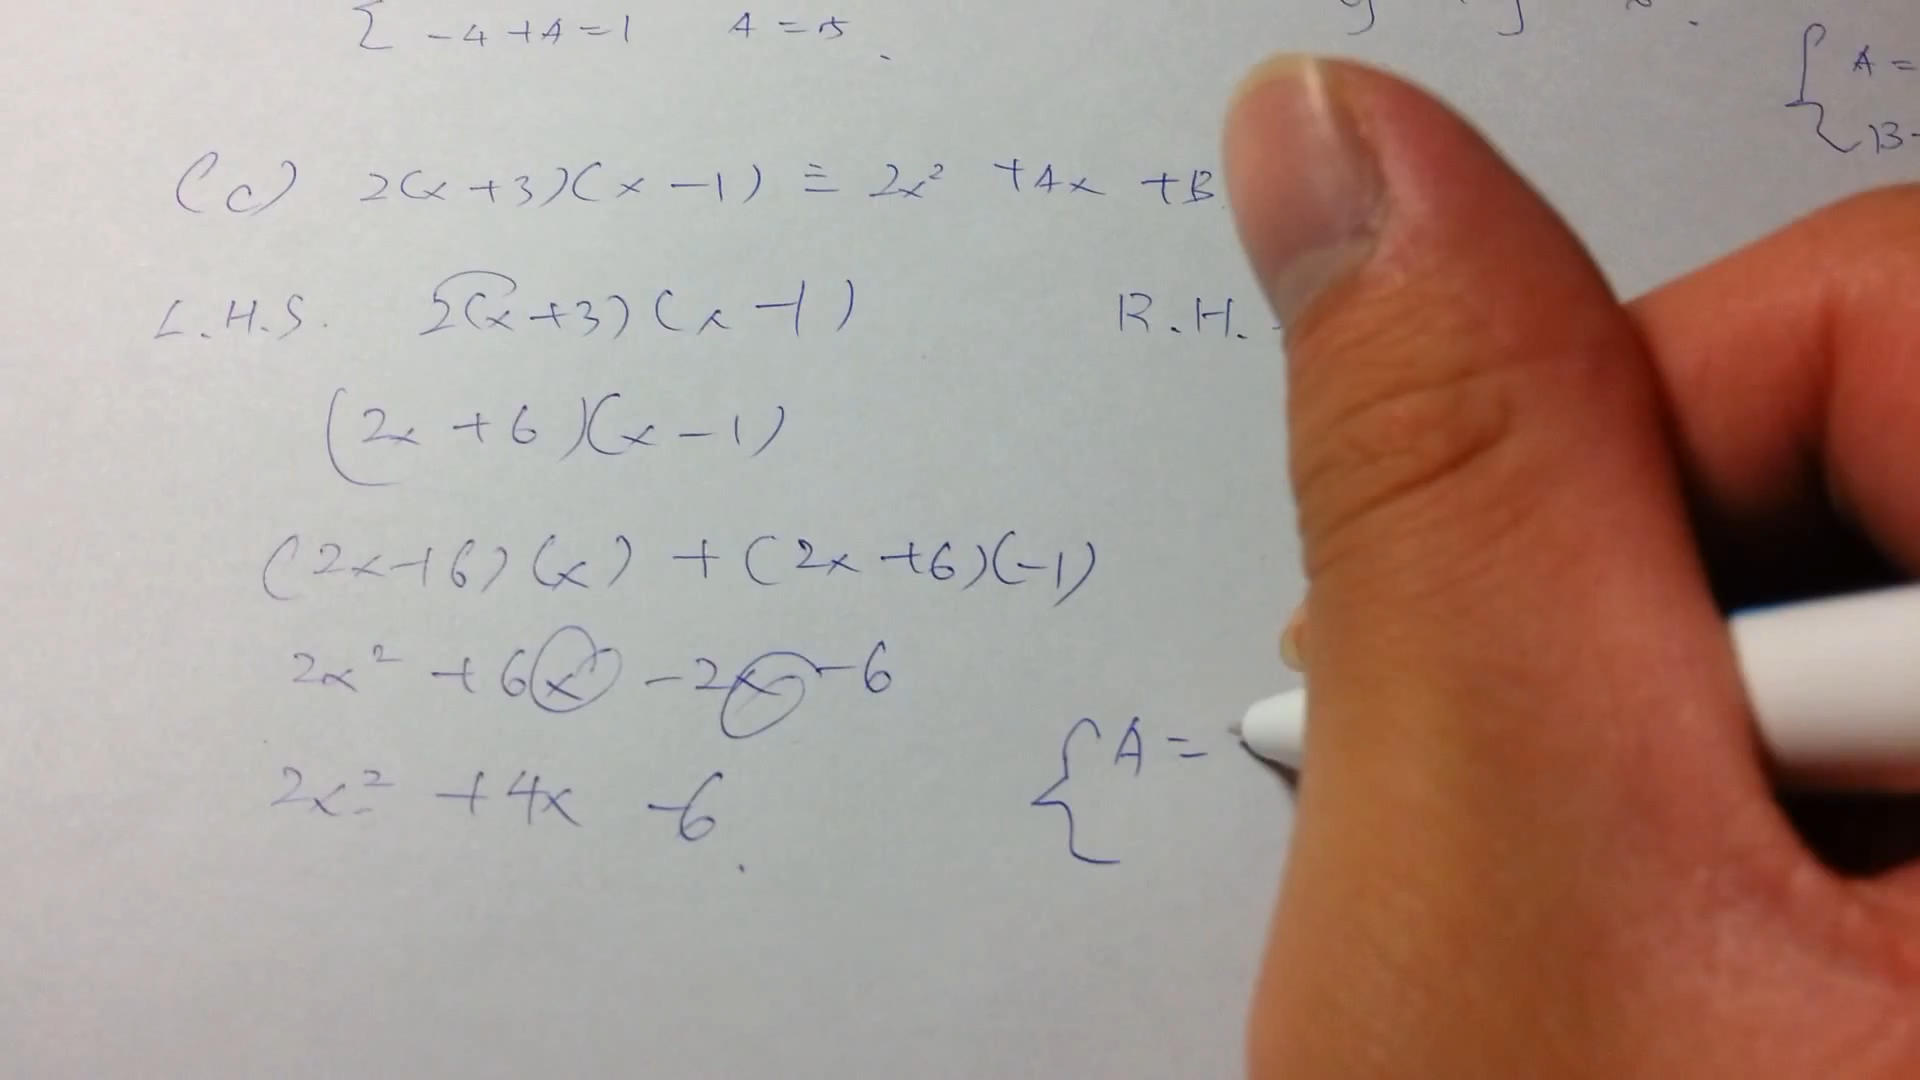 { -4 + A = 1 A = 5.
{ A =
B -
(c) 2(x + 3)(x - 1) ≡ 2x² + Ax + B
L.H.S. 2(x + 3)(x - 1) R.H.
(2x + 6)(x - 1)
(2x + 6)(x) + (2x + 6)(-1)
2x² + 6x - 2x - 6
{ A =
2x² + 4x - 6.